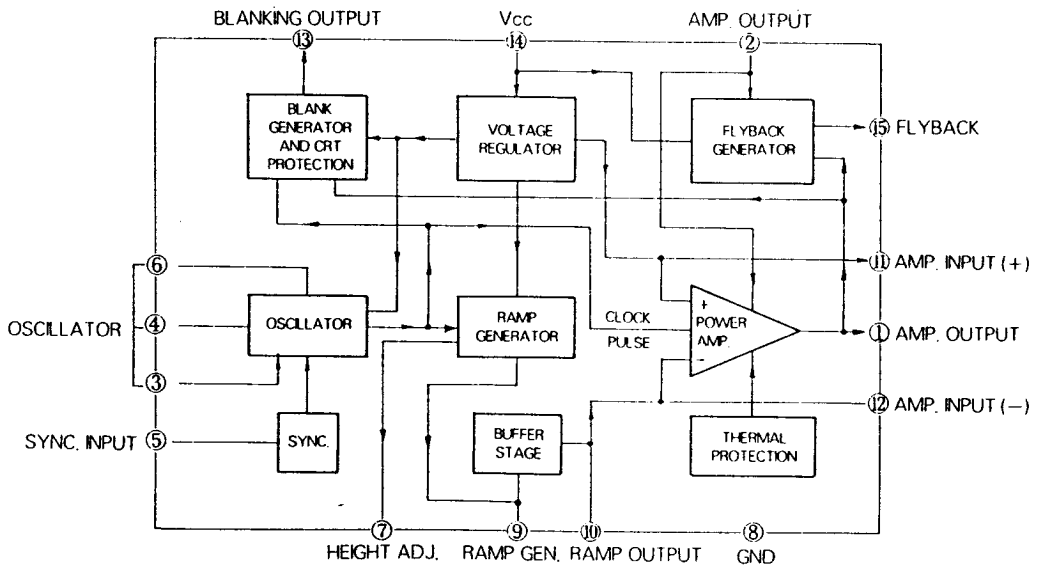 BLANKING OUTPUT
Vcc
AMP. OUTPUT
⑬
⑭
②
BLANK
GENERATOR
AND CRT
PROTECTION
VOLTAGE
REGULATOR
FLYBACK
GENERATOR
⑮ FLYBACK
⑥
⑪ AMP. INPUT (+)
OSCILLATOR
④
OSCILLATOR
RAMP
GENERATOR
CLOCK
PULSE
+
POWER
AMP.
−
① AMP. OUTPUT
③
⑫ AMP. INPUT (−)
SYNC. INPUT ⑤
SYNC.
BUFFER
STAGE
THERMAL
PROTECTION
⑦
⑨
⑩
⑧
HEIGHT ADJ.
RAMP GEN.
RAMP OUTPUT
GND